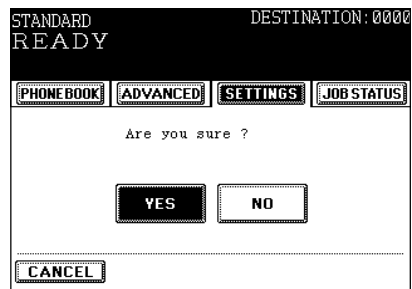 STANDARD DESTINATION:0000
READY
PHONE BOOK ADVANCED SETTINGS JOB STATUS
Are you sure ?
YES NO
CANCEL